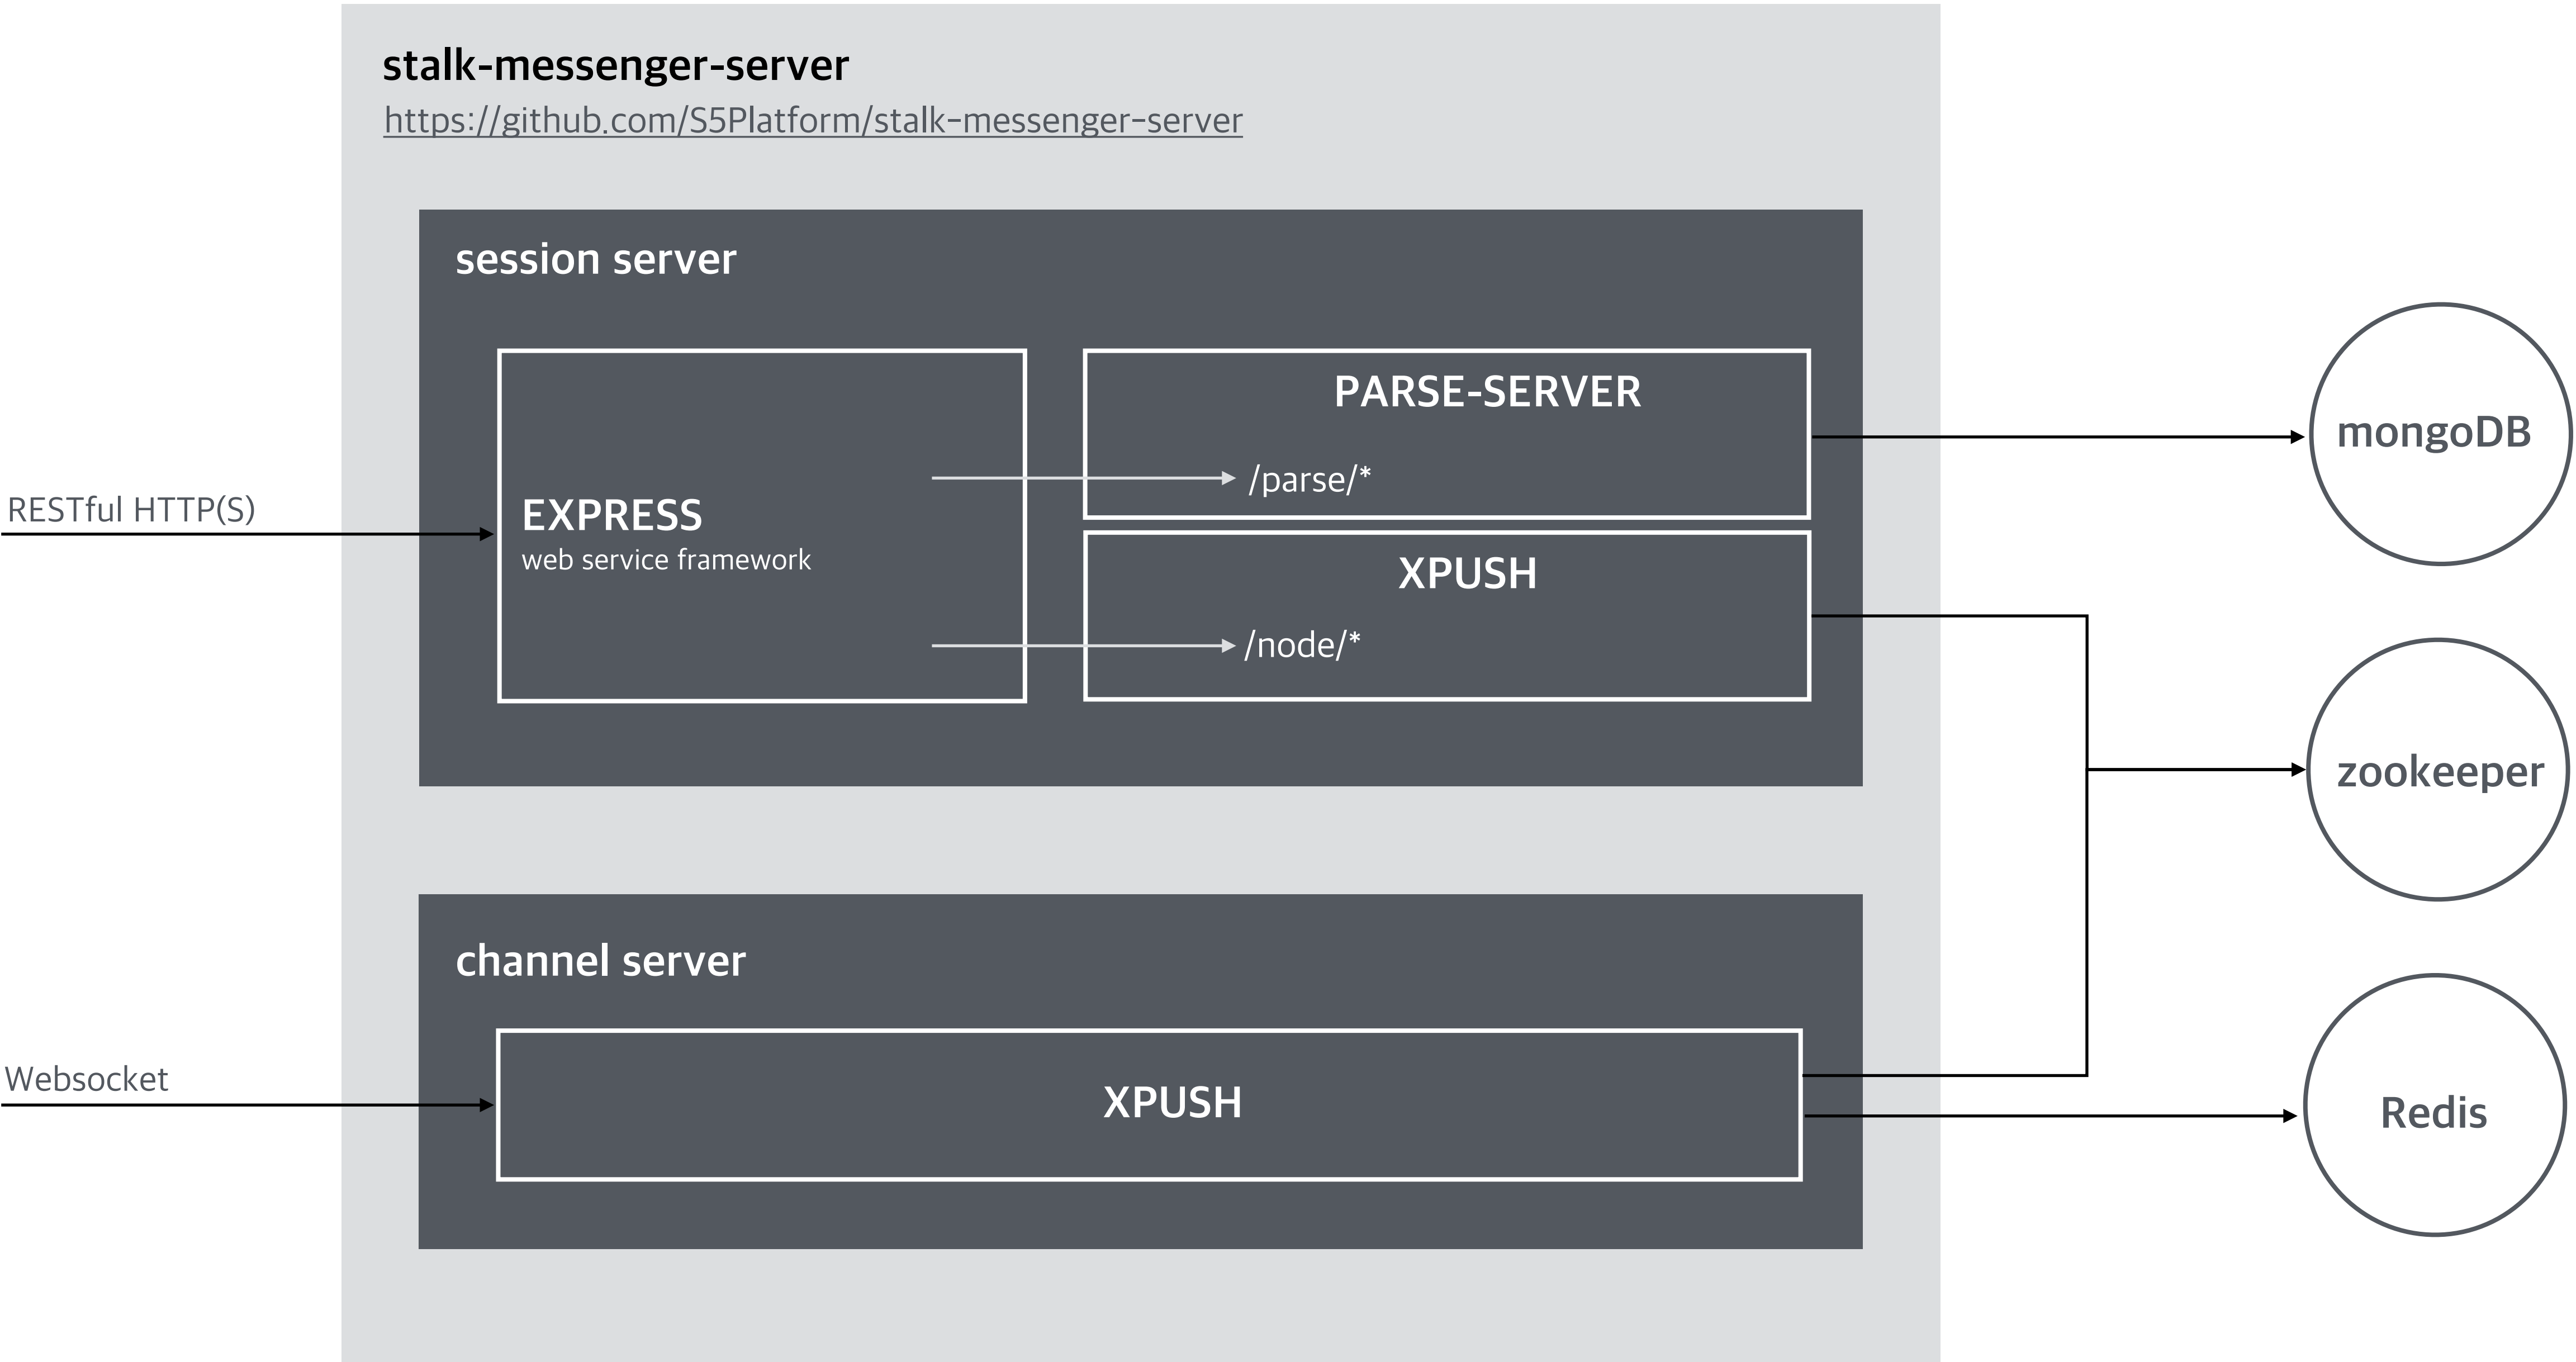 stalk-messenger-server
https://github.com/S5Platform/stalk-messenger-server
session server
RESTful HTTP(S)
EXPRESS
web service framework
PARSE-SERVER
/parse/*
XPUSH
/node/*
channel server
Websocket
XPUSH
mongoDB
zookeeper
Redis